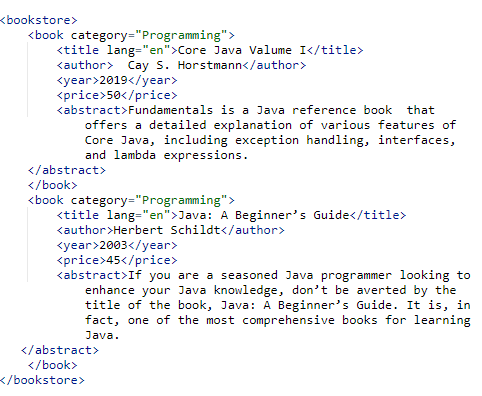 <bookstore>
<book category="Programming">
<title lang="en">Core Java Valume I</title>
<author>  Cay S. Horstmann</author>
<year>2019</year>
<price>50</price>
<abstract>Fundamentals is a Java reference book  that
offers a detailed explanation of various features of
Core Java, including exception handling, interfaces,
and lambda expressions.
</abstract>
</book>
<book category="Programming">
<title lang="en">Java: A Beginner’s Guide</title>
<author>Herbert Schildt</author>
<year>2003</year>
<price>45</price>
<abstract>If you are a seasoned Java programmer looking to
enhance your Java knowledge, don’t be averted by the
title of the book, Java: A Beginner’s Guide. It is, in
fact, one of the most comprehensive books for learning
Java.
</abstract>
</book>
</bookstore>